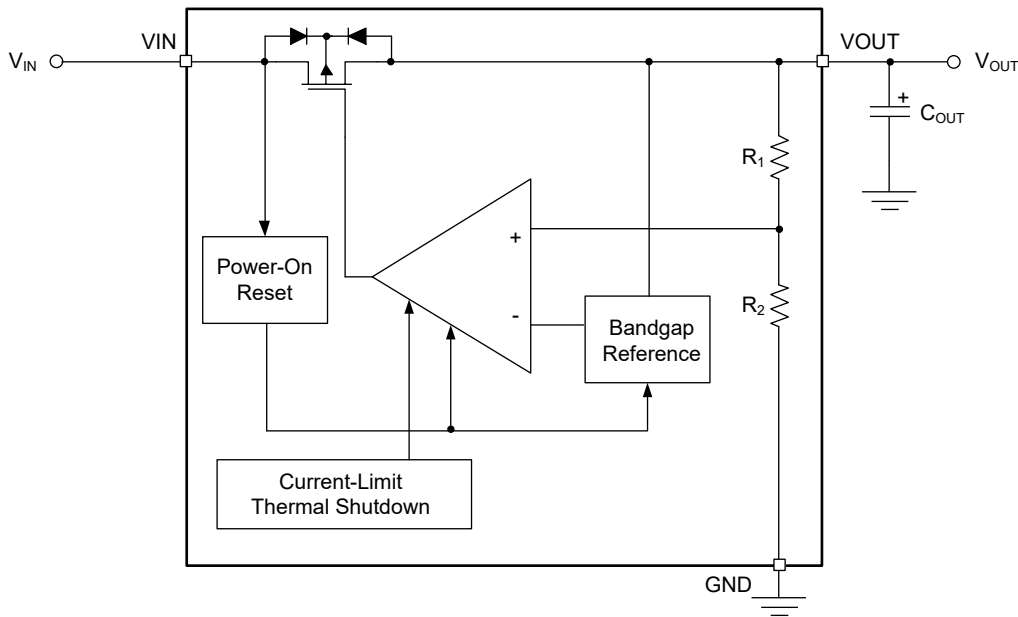 VIN
VOUT
V_IN
V_OUT
+
C_OUT
R_1
+
Power-On
Reset
R_2
-
Bandgap
Reference
Current-Limit
Thermal Shutdown
GND